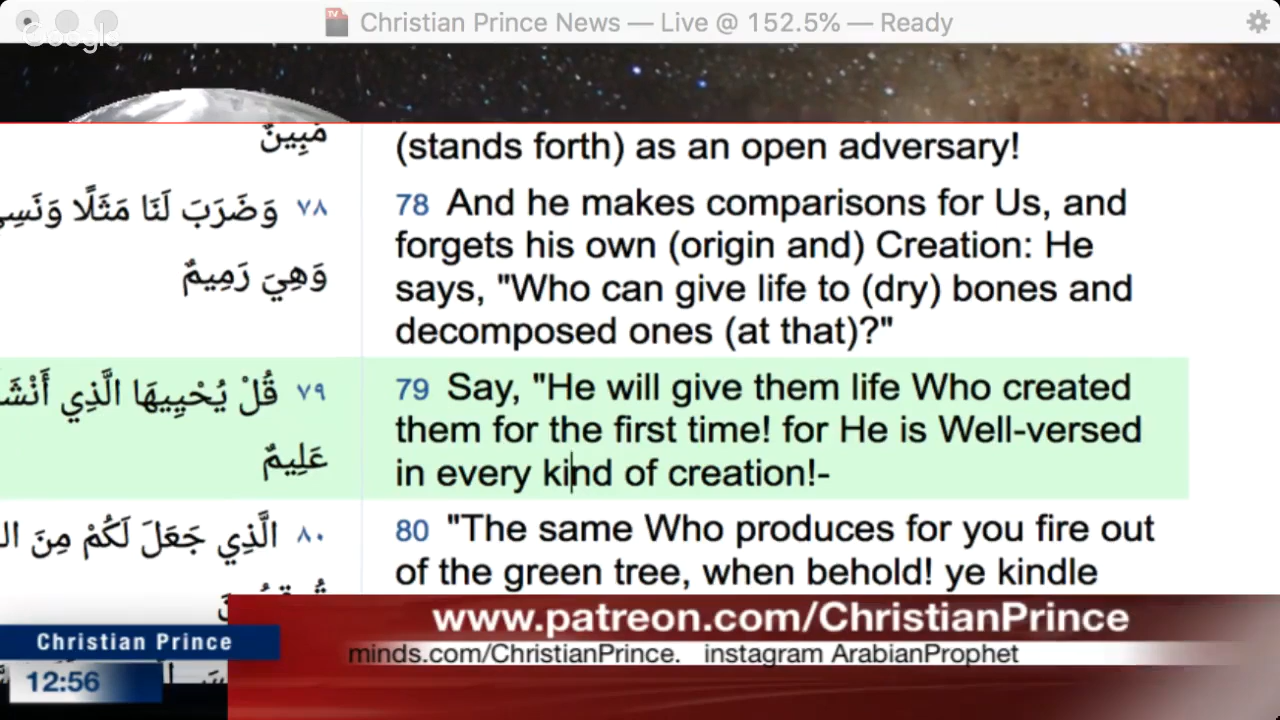 Christian Prince News — Live @ 152.5% — Ready
Google
TV
مُبِينٌ
(stands forth) as an open adversary!
٧٨ وَضَرَبَ لَنَا مَثَلًا
وَهِيَ رَمِيمٌ
78 And he makes comparisons for Us, and
forgets his own (origin and) Creation: He
says, "Who can give life to (dry) bones and
decomposed ones (at that)?"
٧٩ قُلْ يُحْيِيهَا الَّذِي
عَلِيمٌ
79 Say, "He will give them life Who created
them for the first time! for He is Well-versed
in every kind of creation!-
٨٠ الَّذِي جَعَلَ لَكُمْ مِنَ
80 "The same Who produces for you fire out
of the green tree, when behold! ye kindle
www.patreon.com/ChristianPrince
Christian Prince
minds.com/ChristianPrince. instagram ArabianProphet
12:56